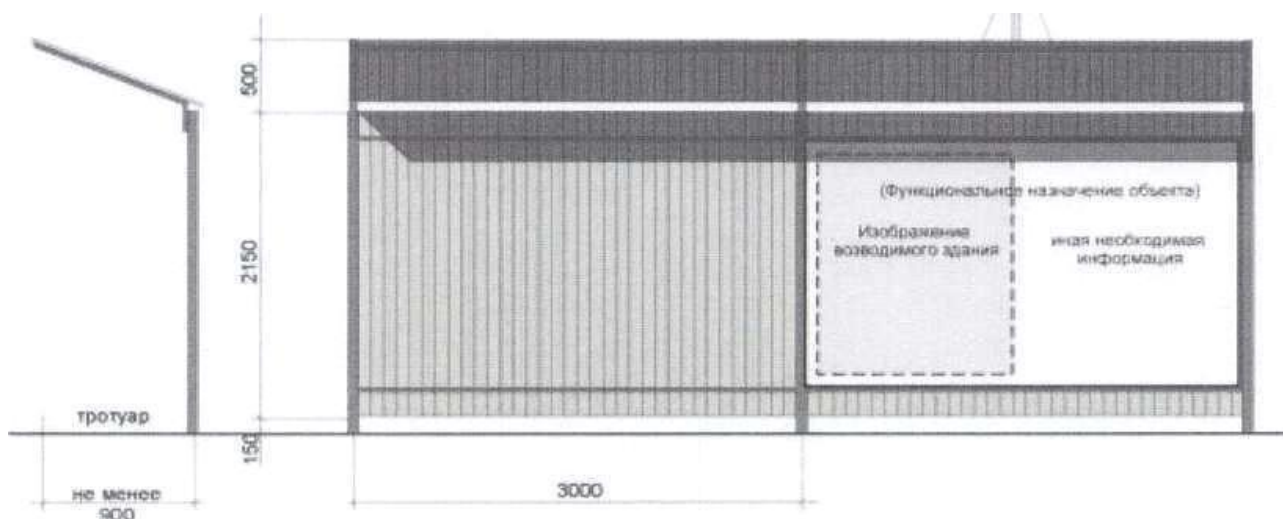 500
(Функциональное назначение объекта)
Изображение
возводимого здания
иная необходимая
информация
2150
тротуар
150
не менее
900
3000